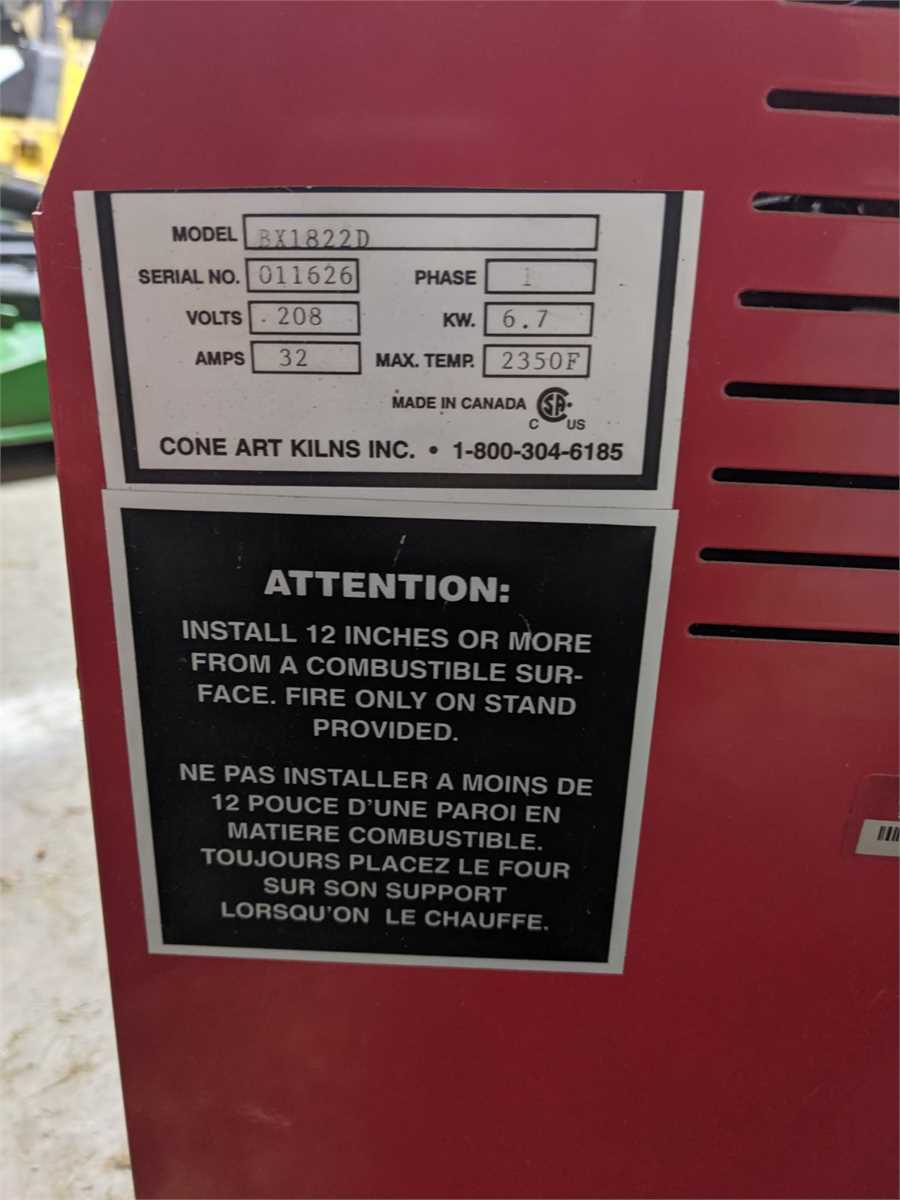 MODEL BX1822D
SERIAL NO. 011626 PHASE 1
VOLTS 208 KW. 6.7
AMPS 32 MAX. TEMP. 2350F
MADE IN CANADA C SA US
CONE ART KILNS INC. • 1-800-304-6185
ATTENTION:
INSTALL 12 INCHES OR MORE
FROM A COMBUSTIBLE SUR-
FACE. FIRE ONLY ON STAND
PROVIDED.
NE PAS INSTALLER A MOINS DE
12 POUCE D'UNE PAROI EN
MATIERE COMBUSTIBLE.
TOUJOURS PLACEZ LE FOUR
SUR SON SUPPORT
LORSQU'ON LE CHAUFFE.